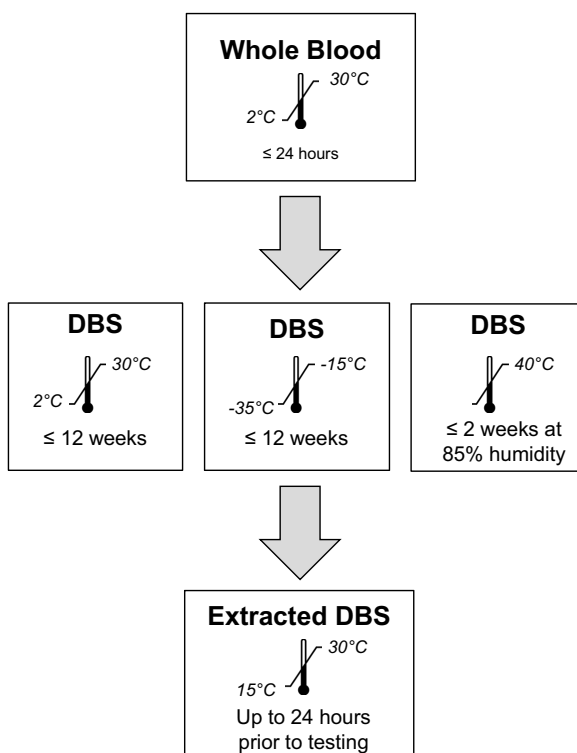 Whole Blood
30°C
2°C
≤ 24 hours
DBS
30°C
2°C
≤ 12 weeks
DBS
-15°C
-35°C
≤ 12 weeks
DBS
40°C
≤ 2 weeks at
85% humidity
Extracted DBS
30°C
15°C
Up to 24 hours
prior to testing